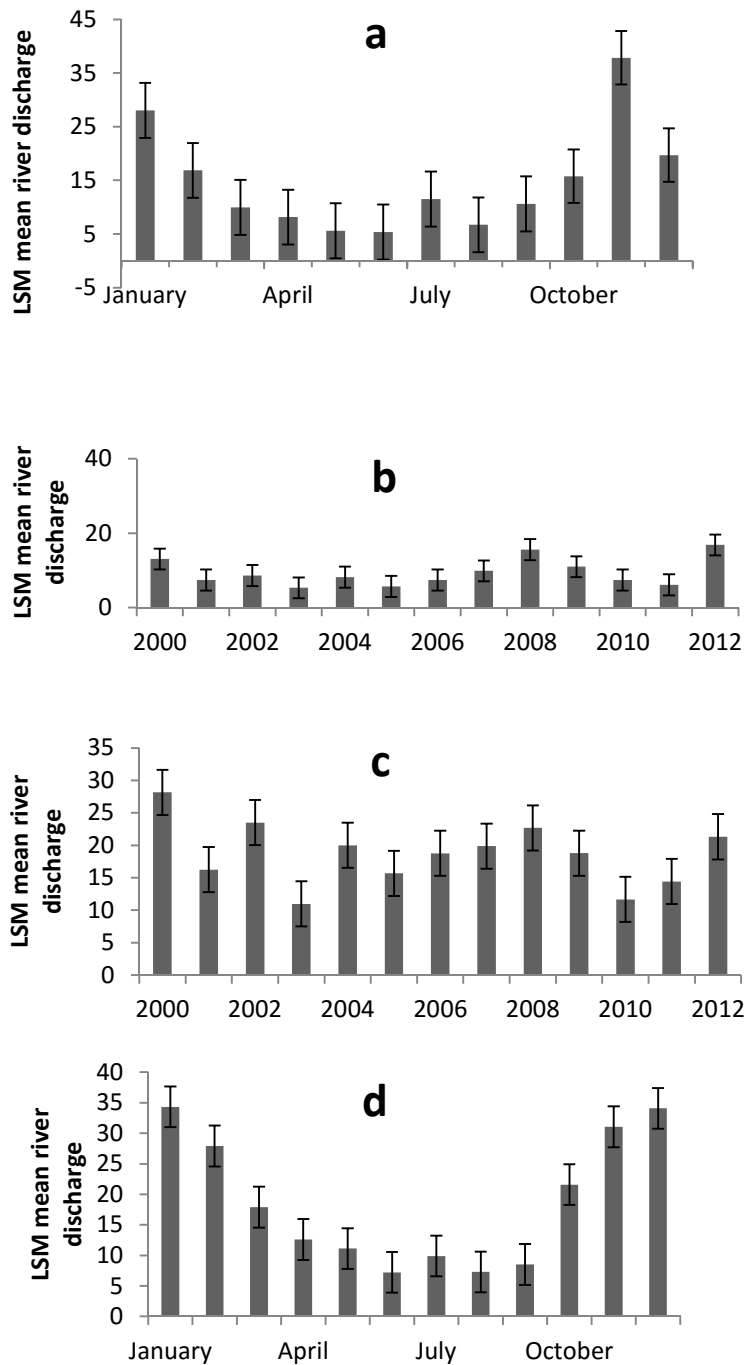 a
LSM mean river discharge
45
35
25
15
5
-5
January April July October
b
LSM mean river
discharge
40
20
0
2000 2002 2004 2006 2008 2010 2012
c
LSM mean river
discharge
35
30
25
20
15
10
5
0
2000 2002 2004 2006 2008 2010 2012
d
LSM mean river
discharge
40
35
30
25
20
15
10
5
0
January April July October